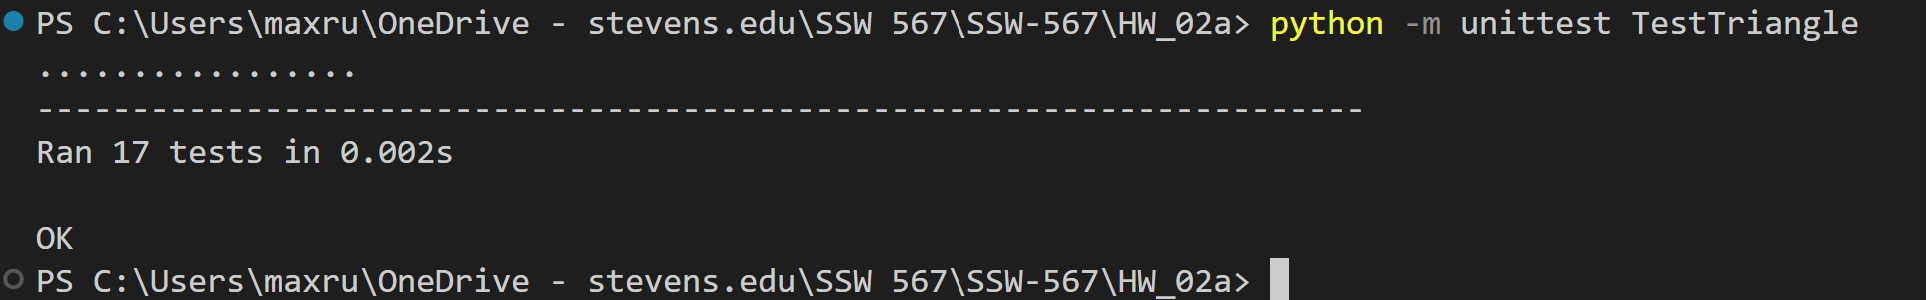 PS C:\Users\maxru\OneDrive - stevens.edu\SSW 567\SSW-567\HW_02a> python -m unittest TestTriangle
.................
----------------------------------------------------------------------
Ran 17 tests in 0.002s
OK
PS C:\Users\maxru\OneDrive - stevens.edu\SSW 567\SSW-567\HW_02a>